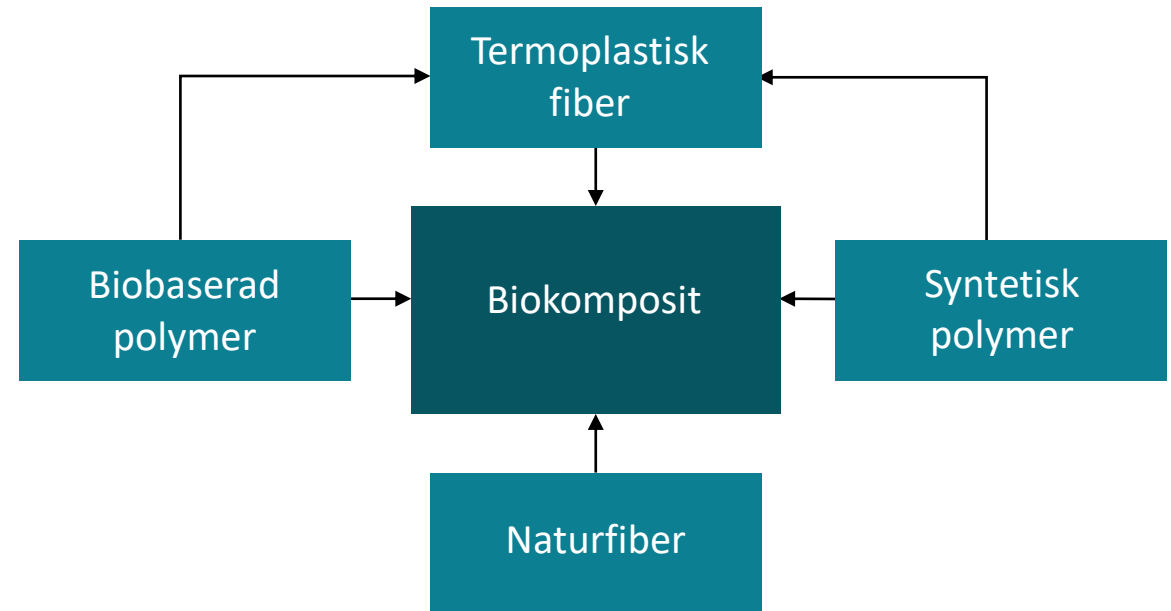 Termoplastisk
fiber
Biobaserad
polymer
Biokomposit
Syntetisk
polymer
Naturfiber